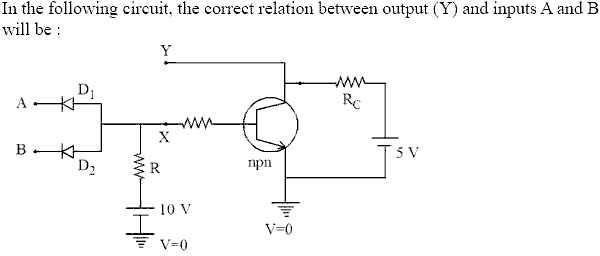 In the following circuit, the correct relation between output (Y) and inputs A and B
will be :
Y
D1
A
RC
X
B
5 V
D2
R
npn
10 V
V=0
V=0